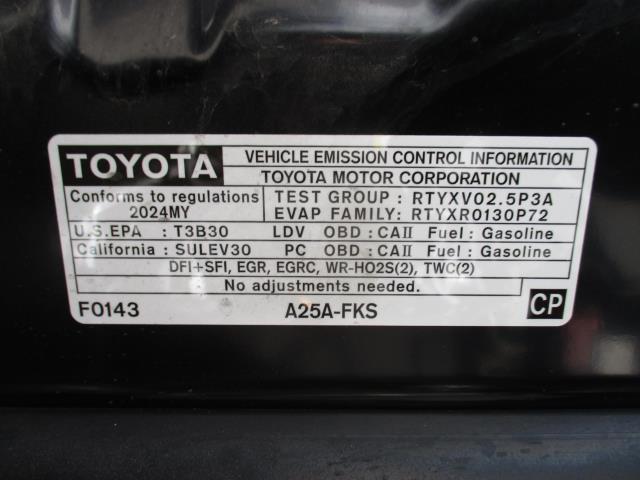 TOYOTA
VEHICLE EMISSION CONTROL INFORMATION
TOYOTA MOTOR CORPORATION
Conforms to regulations
2024MY
TEST GROUP : RTYXV02.5P3A
EVAP FAMILY: RTYXR0130P72
U.S.EPA : T3B30 LDV OBD : CAII Fuel : Gasoline
California : SULEV30 PC OBD : CAII Fuel : Gasoline
DFI+SFI, EGR, EGRC, WR-HO2S(2), TWC(2)
No adjustments needed.
F0143 A25A-FKS CP